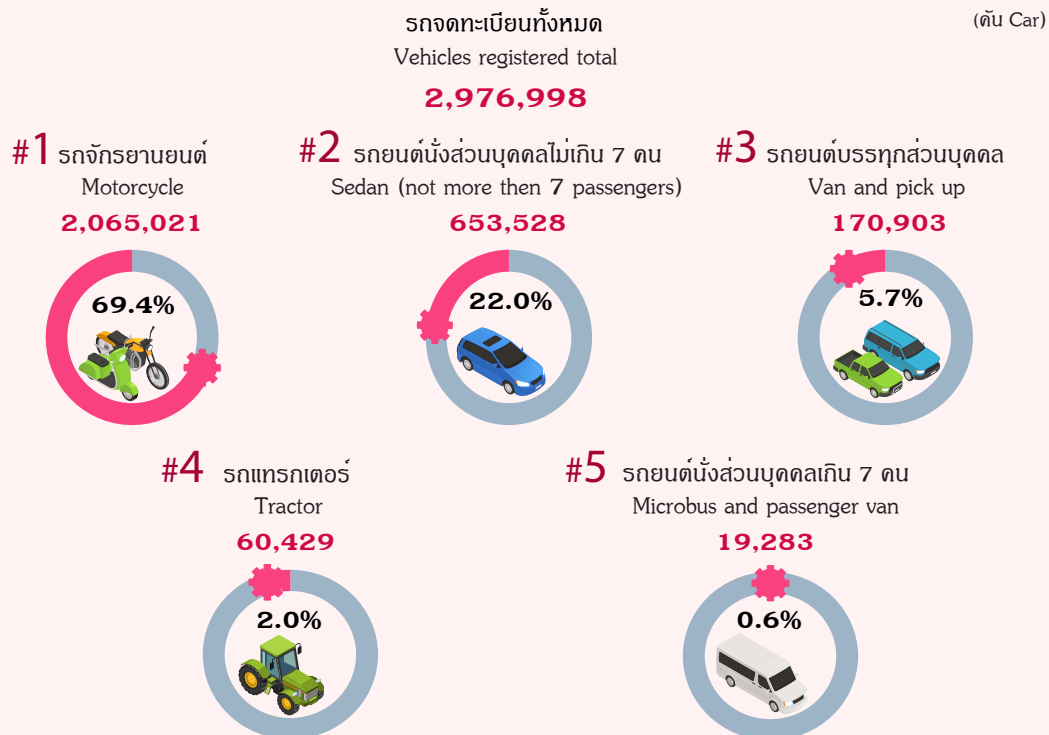 รถจดทะเบียนทั้งหมด
(คัน Car)
Vehicles registered total
2,976,998
#1 รถจักรยานยนต์
Motorcycle
2,065,021
69.4%
#2 รถยนต์นั่งส่วนบุคคลไม่เกิน 7 คน
Sedan (not more then 7 passengers)
653,528
22.0%
#3 รถยนต์บรรทุกส่วนบุคคล
Van and pick up
170,903
5.7%
#4 รถแทรกเตอร์
Tractor
60,429
2.0%
#5 รถยนต์นั่งส่วนบุคคลเกิน 7 คน
Microbus and passenger van
19,283
0.6%